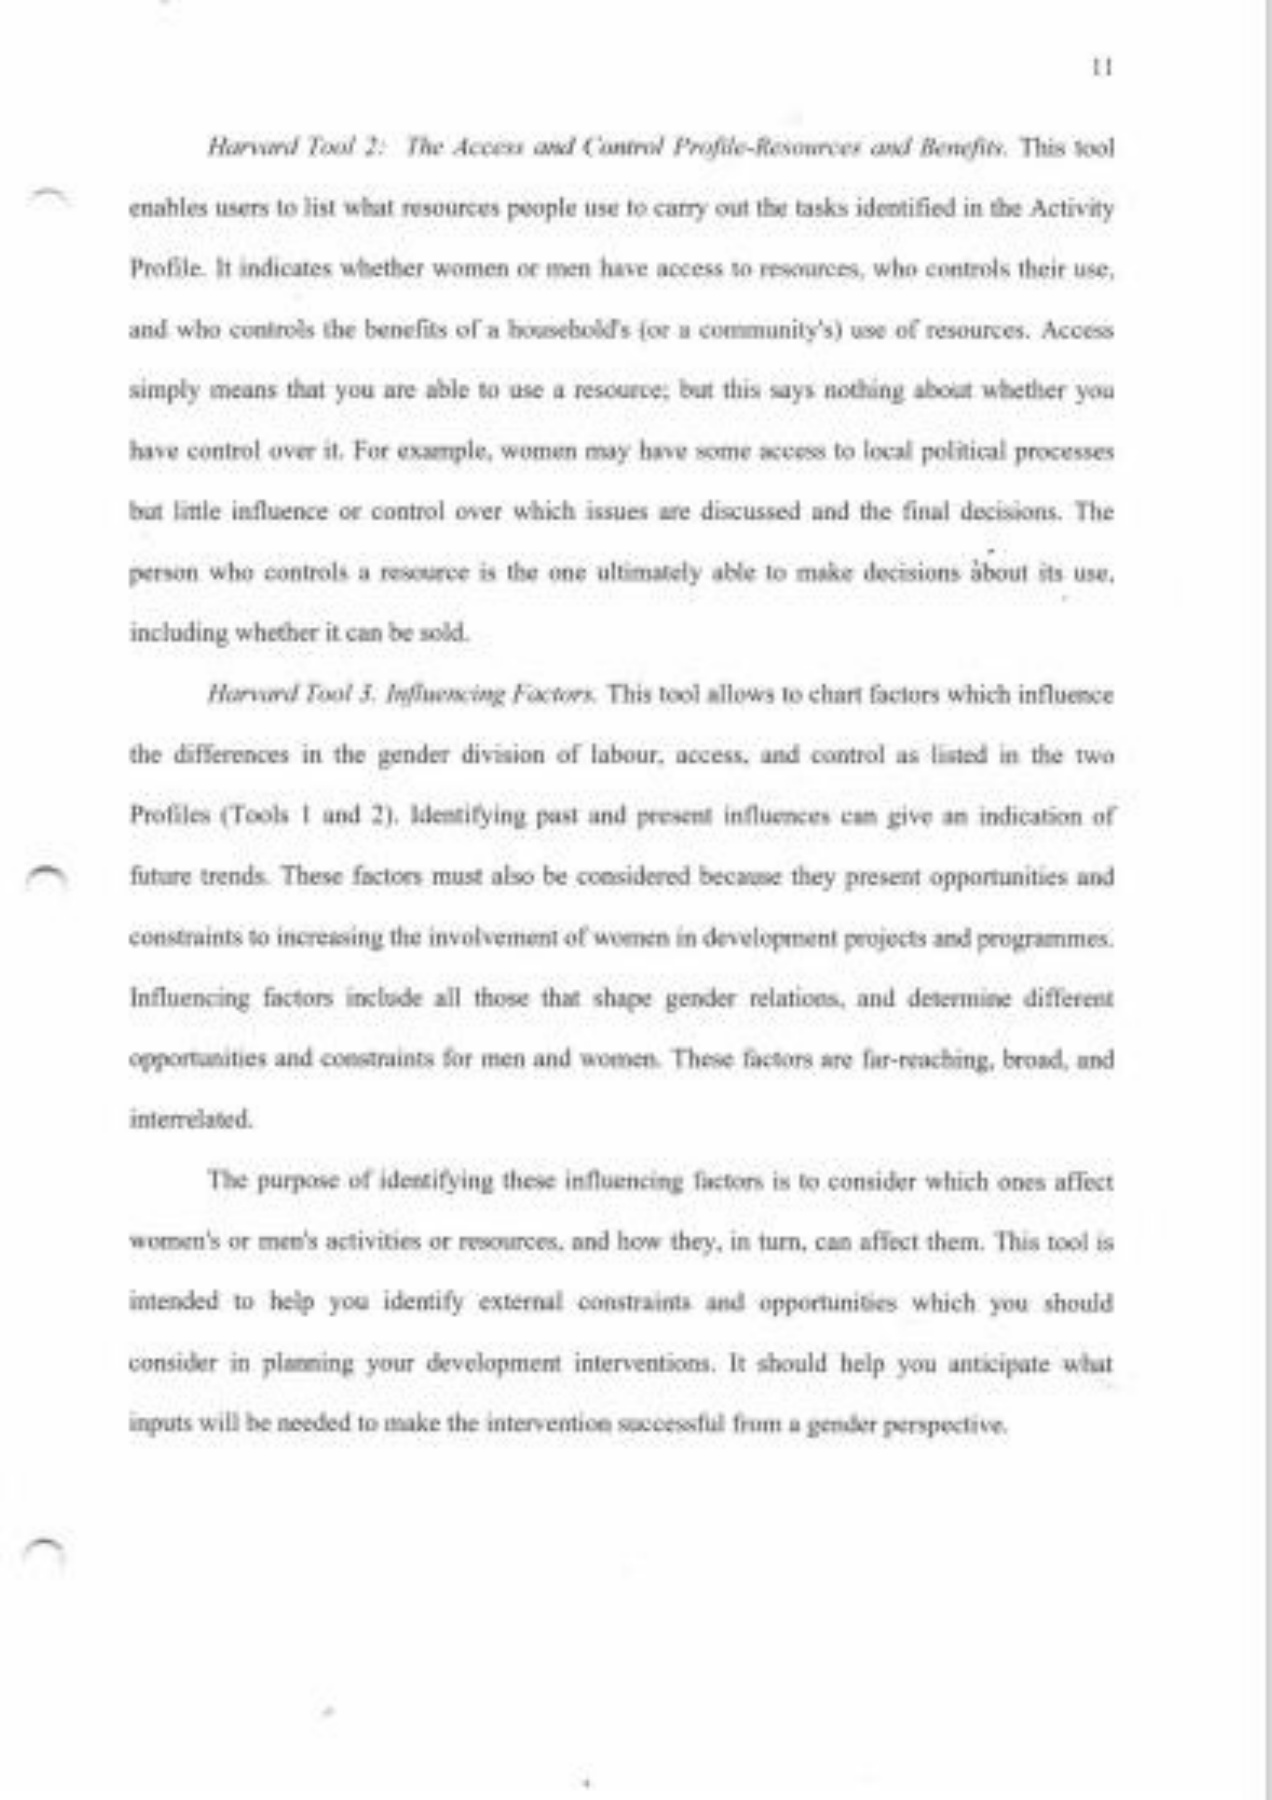 11
Harvard Tool 2: The Access and Control Profile-Resources and Benefits. This tool
enables users to list what resources people use to carry out the tasks identified in the Activity
Profile. It indicates whether women or men have access to resources, who controls their use,
and who controls the benefits of a household's (or a community's) use of resources. Access
simply means that you are able to use a resource; but this says nothing about whether you
have control over it. For example, women may have some access to local political processes
but little influence or control over which issues are discussed and the final decisions. The
person who controls a resource is the one ultimately able to make decisions about its use,
including whether it can be sold.
Harvard Tool 3. Influencing Factors. This tool allows to chart factors which influence
the differences in the gender division of labour, access, and control as listed in the two
Profiles (Tools 1 and 2). Identifying past and present influences can give an indication of
future trends. These factors must also be considered because they present opportunities and
constraints to increasing the involvement of women in development projects and programmes.
Influencing factors include all those that shape gender relations, and determine different
opportunities and constraints for men and women. These factors are far-reaching, broad, and
interrelated.
The purpose of identifying these influencing factors is to consider which ones affect
women's or men's activities or resources, and how they, in turn, can affect them. This tool is
intended to help you identify external constraints and opportunities which you should
consider in planning your development interventions. It should help you anticipate what
inputs will be needed to make the intervention successful from a gender perspective.